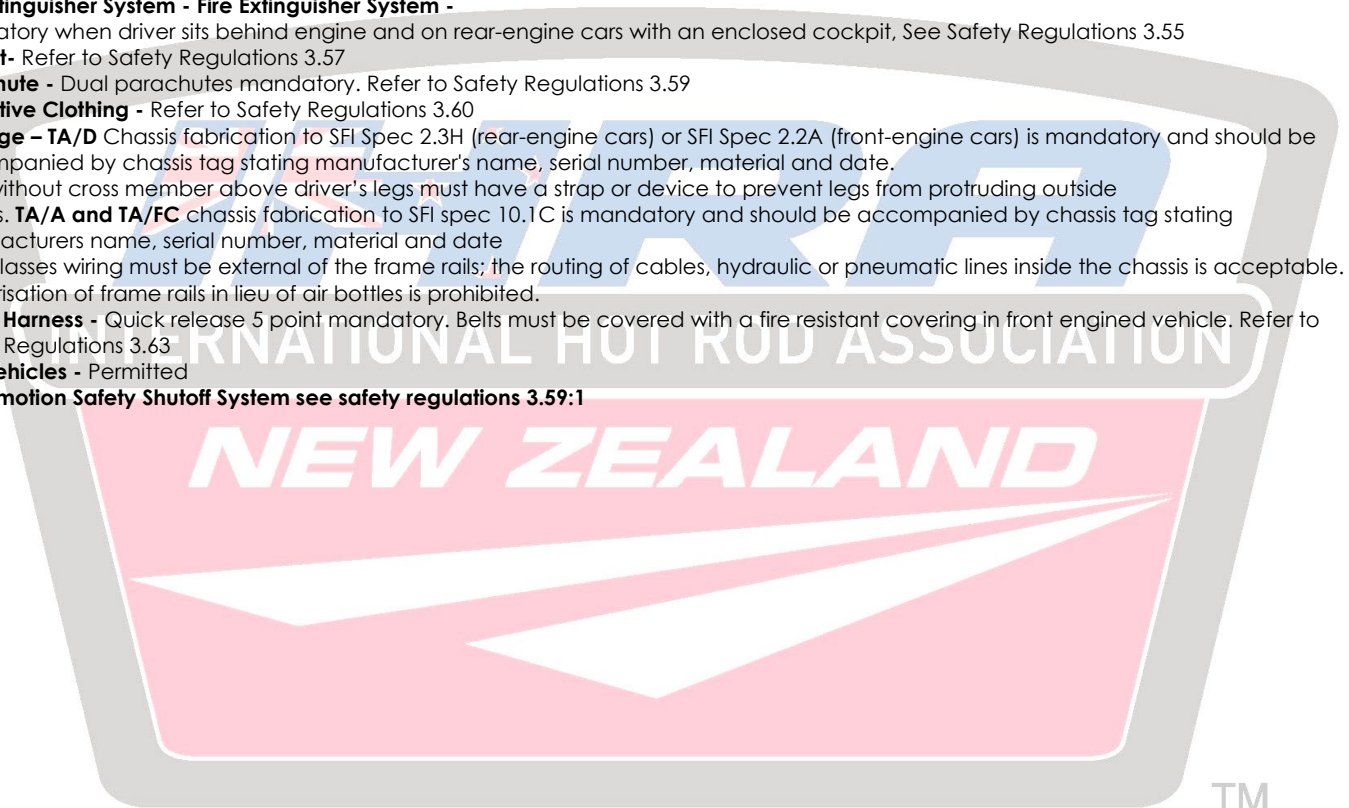 tinguisher System - Fire Extinguisher System -
atory when driver sits behind engine and on rear-engine cars with an enclosed cockpit, See Safety Regulations 3.55
t- Refer to Safety Regulations 3.57
hute - Dual parachutes mandatory. Refer to Safety Regulations 3.59
tive Clothing - Refer to Safety Regulations 3.60
ge – TA/D Chassis fabrication to SFI Spec 2.3H (rear-engine cars) or SFI Spec 2.2A (front-engine cars) is mandatory and should be
mpanied by chassis tag stating manufacturer's name, serial number, material and date.
without cross member above driver's legs must have a strap or device to prevent legs from protruding outside
s. TA/A and TA/FC chassis fabrication to SFI spec 10.1C is mandatory and should be accompanied by chassis tag stating
acturers name, serial number, material and date
lasses wiring must be external of the frame rails; the routing of cables, hydraulic or pneumatic lines inside the chassis is acceptable.
risation of frame rails in lieu of air bottles is prohibited.
Harness - Quick release 5 point mandatory. Belts must be covered with a fire resistant covering in front engined vehicle. Refer to
Regulations 3.63
ehicles - Permitted
motion Safety Shutoff System see safety regulations 3.59:1
IHRA
INTERNATIONAL HOT ROD ASSOCIATION
NEW ZEALAND
TM